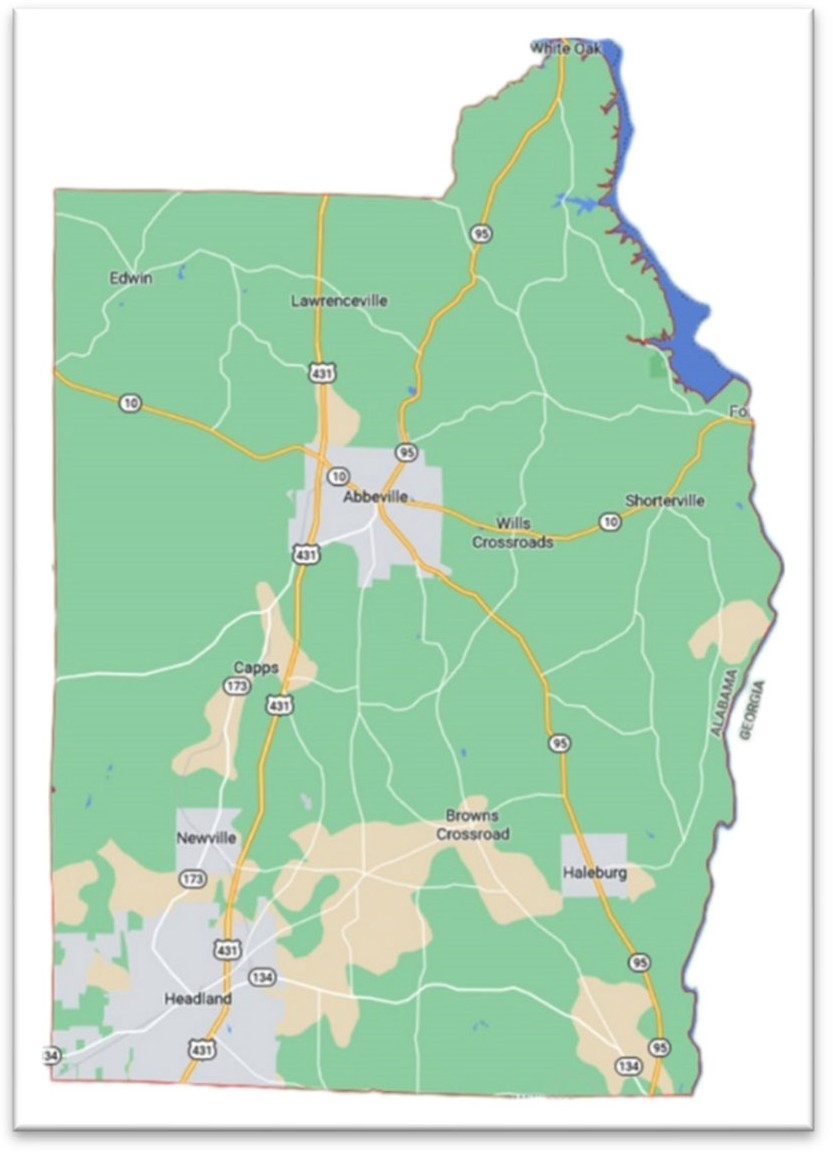 White Oak
95
Edwin
Lawrenceville
431
10
Fo
95
10
Abbeville
Shorterville
10
Wills
Crossroads
431
Capps
173
431
ALABAMA
GEORGIA
95
Browns
Crossroad
Newville
Haleburg
173
431
95
134
Headland
431
34
95
134